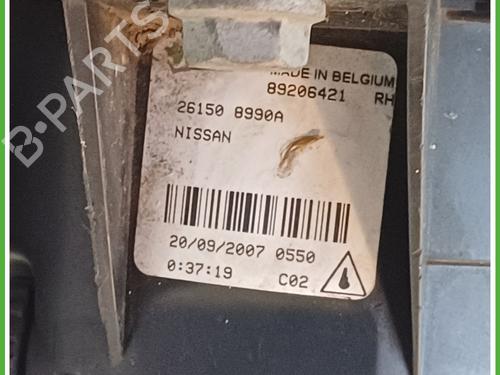 MADE IN BELGIUM
89206421 RH
26150 8990A
NISSAN
20/09/2007 0550
0:37:19 C02
B-PARTS